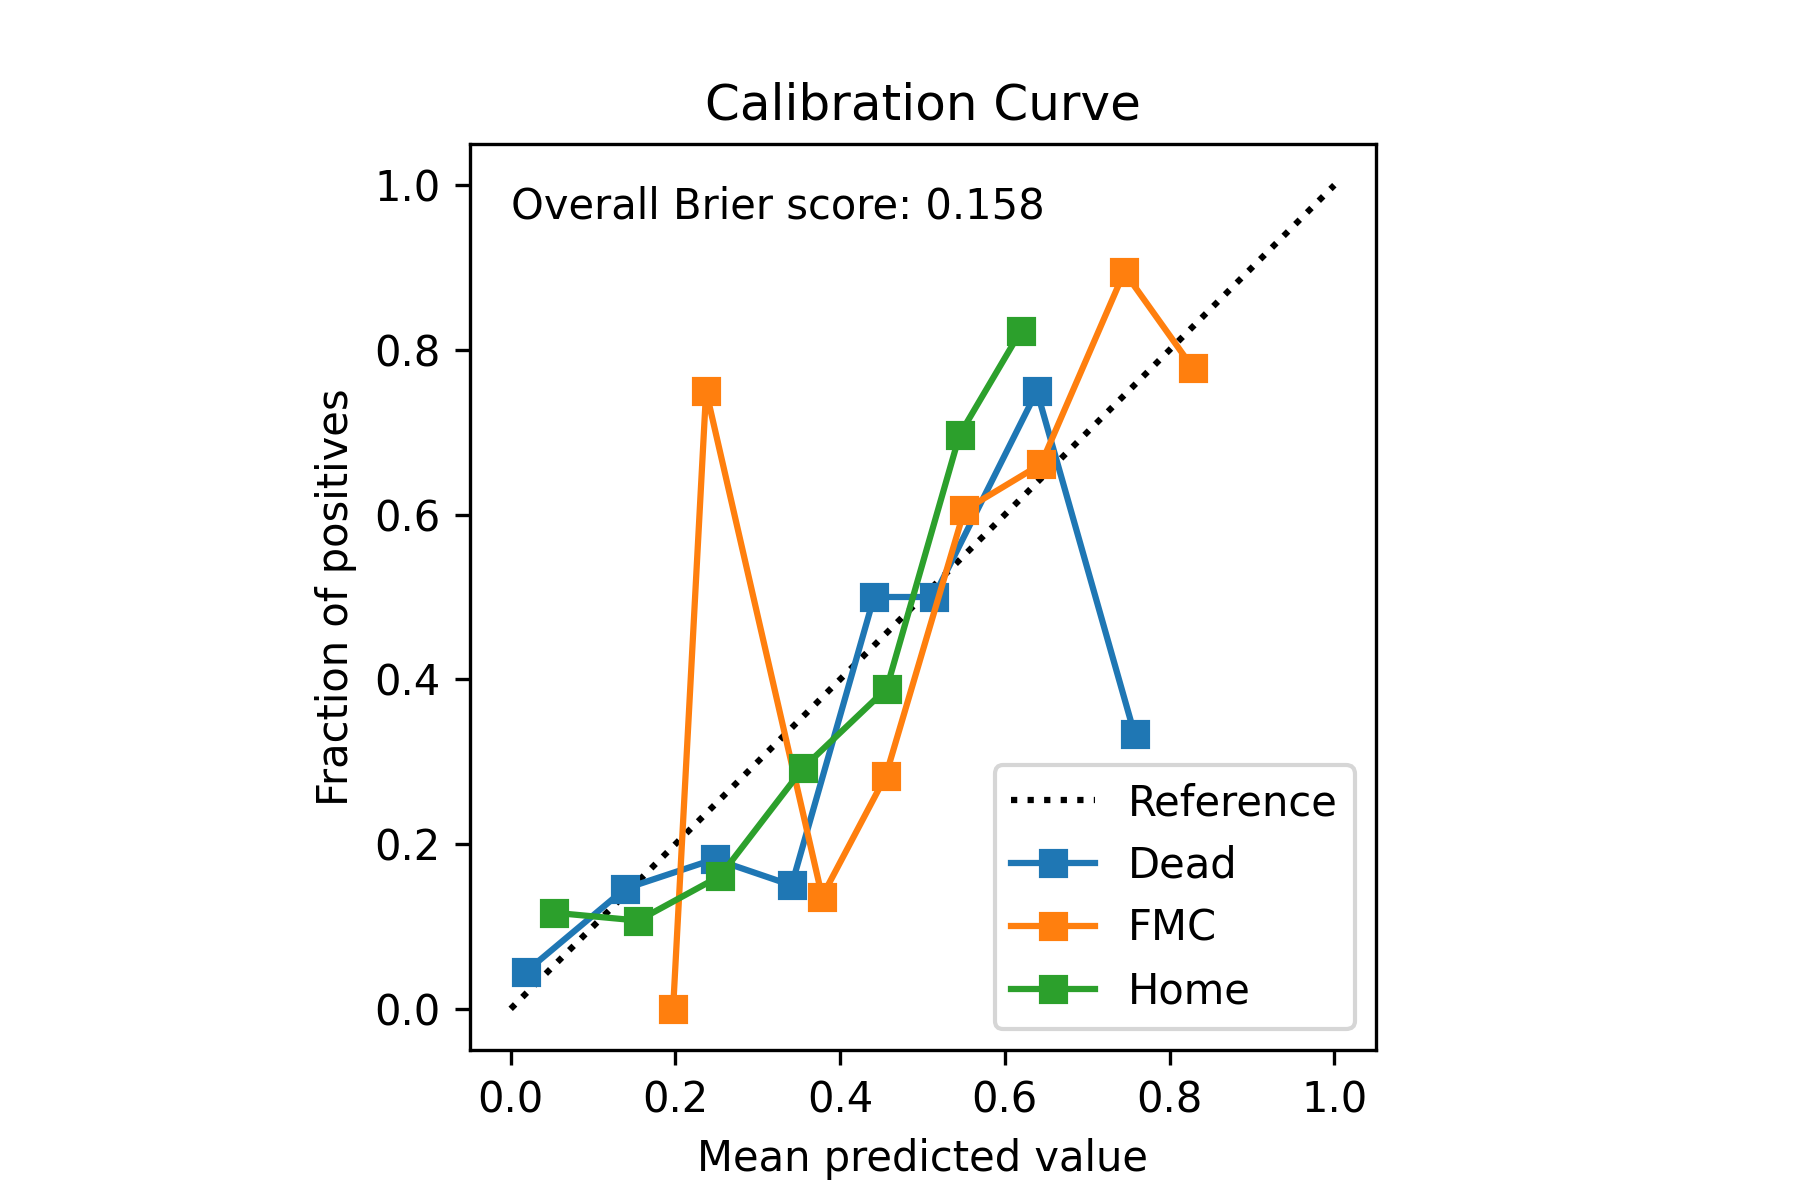 Calibration Curve
Overall Brier score: 0.158
1.0
0.8
0.6
0.4
0.2
0.0
Fraction of positives
Reference
Dead
FMC
Home
0.0 0.2 0.4 0.6 0.8 1.0
Mean predicted value